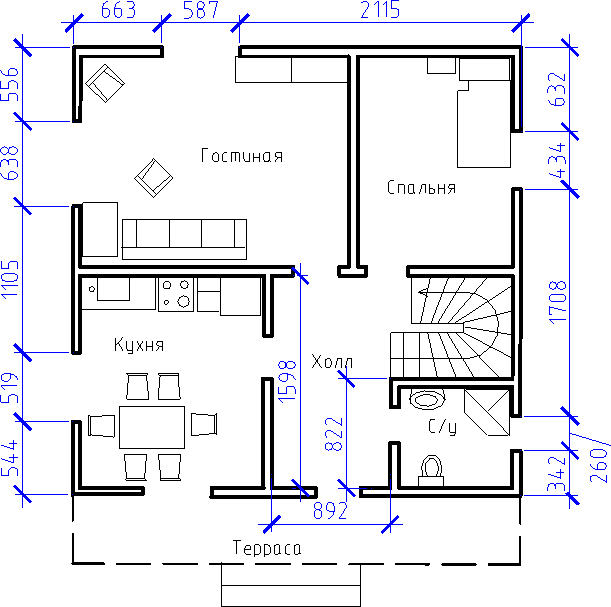 663 587 2115
556
638
1105
519
544
632
434
1708
260
342
Гостиная
Спальня
Кухня
Холл
1598
822
С/у
892
Терраса